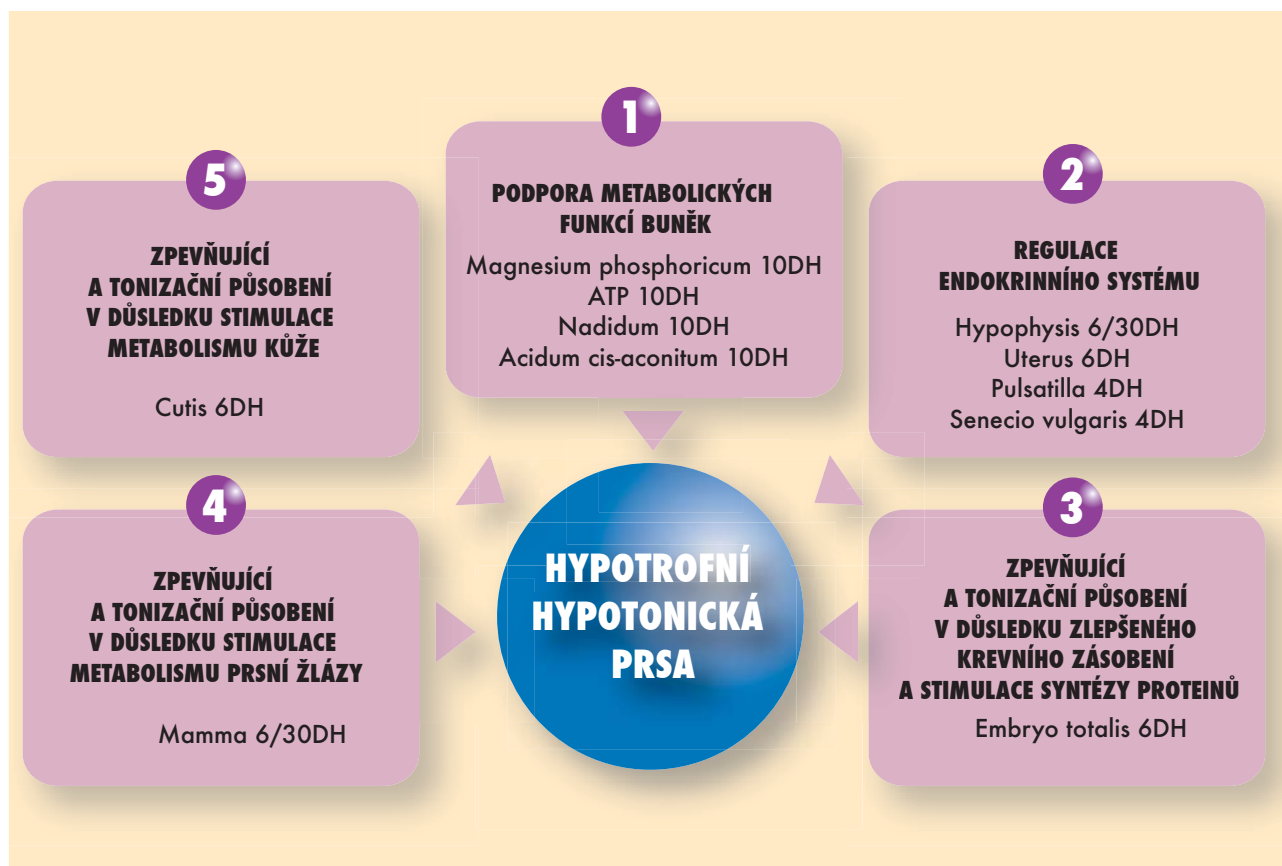 1
PODPORA METABOLICKÝCH
FUNKCÍ BUNĚK
Magnesium phosphoricum 10DH
ATP 10DH
Nadidum 10DH
Acidum cis-aconitum 10DH
2
REGULACE
ENDOKRINNÍHO SYSTÉMU
Hypophysis 6/30DH
Uterus 6DH
Pulsatilla 4DH
Senecio vulgaris 4DH
3
ZPEVŇUJÍCÍ
A TONIZAČNÍ PŮSOBENÍ
V DŮSLEDKU ZLEPŠENÉHO
KREVNÍHO ZÁSOBENÍ
A STIMULACE SYNTÉZY PROTEINŮ
Embryo totalis 6DH
4
ZPEVŇUJÍCÍ
A TONIZAČNÍ PŮSOBENÍ
V DŮSLEDKU STIMULACE
METABOLISMU PRSNÍ ŽLÁZY
Mamma 6/30DH
5
ZPEVŇUJÍCÍ
A TONIZAČNÍ PŮSOBENÍ
V DŮSLEDKU STIMULACE
METABOLISMU KŮŽE
Cutis 6DH
HYPOTROFNÍ
HYPOTONICKÁ
PRSA